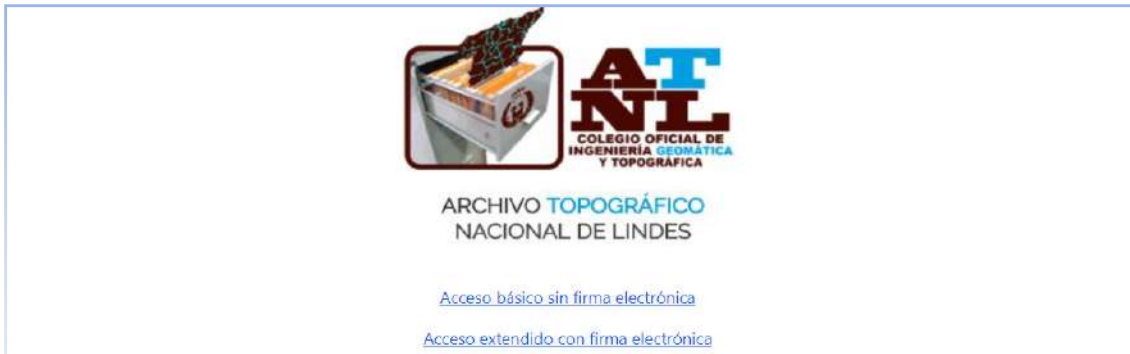 AT
NL
COLEGIO OFICIAL DE
INGENIERÍA GEOMÁTICA
Y TOPOGRÁFICA
ARCHIVO TOPOGRÁFICO
NACIONAL DE LINDES
Acceso básico sin firma electrónica
Acceso extendido con firma electrónica